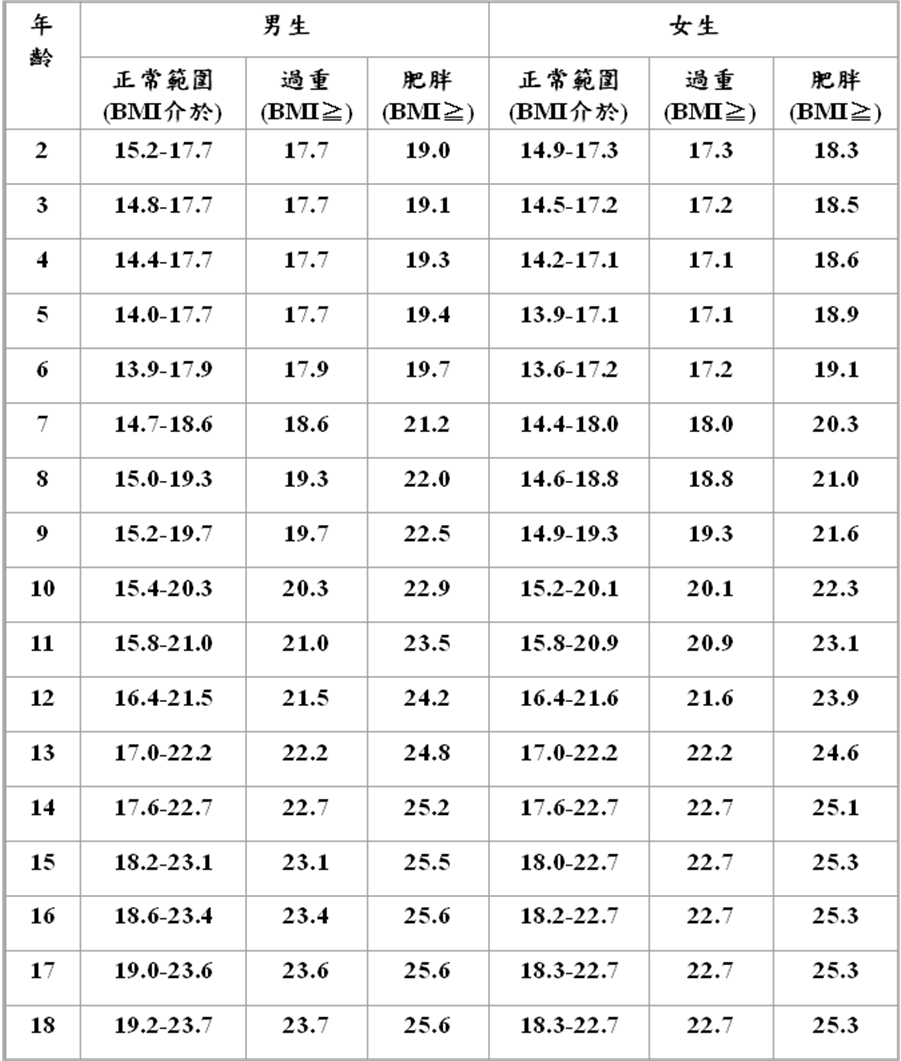 年齡 男生 女生
正常範圍 (BMI介於) 過重 (BMI≧) 肥胖 (BMI≧) 正常範圍 (BMI介於) 過重 (BMI≧) 肥胖 (BMI≧)
2 15.2-17.7 17.7 19.0 14.9-17.3 17.3 18.3
3 14.8-17.7 17.7 19.1 14.5-17.2 17.2 18.5
4 14.4-17.7 17.7 19.3 14.2-17.1 17.1 18.6
5 14.0-17.7 17.7 19.4 13.9-17.1 17.1 18.9
6 13.9-17.9 17.9 19.7 13.6-17.2 17.2 19.1
7 14.7-18.6 18.6 21.2 14.4-18.0 18.0 20.3
8 15.0-19.3 19.3 22.0 14.6-18.8 18.8 21.0
9 15.2-19.7 19.7 22.5 14.9-19.3 19.3 21.6
10 15.4-20.3 20.3 22.9 15.2-20.1 20.1 22.3
11 15.8-21.0 21.0 23.5 15.8-20.9 20.9 23.1
12 16.4-21.5 21.5 24.2 16.4-21.6 21.6 23.9
13 17.0-22.2 22.2 24.8 17.0-22.2 22.2 24.6
14 17.6-22.7 22.7 25.2 17.6-22.7 22.7 25.1
15 18.2-23.1 23.1 25.5 18.0-22.7 22.7 25.3
16 18.6-23.4 23.4 25.6 18.2-22.7 22.7 25.3
17 19.0-23.6 23.6 25.6 18.3-22.7 22.7 25.3
18 19.2-23.7 23.7 25.6 18.3-22.7 22.7 25.3